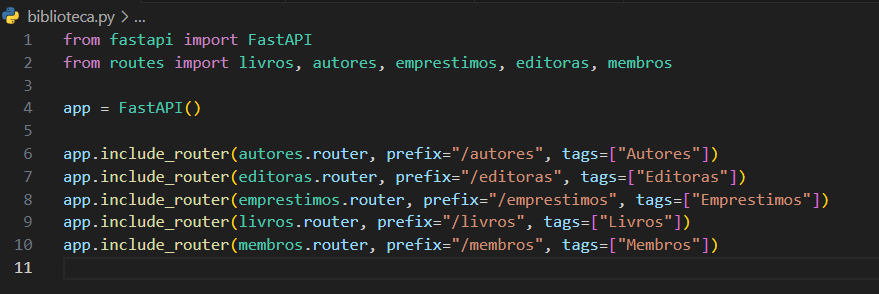 biblioteca.py > ...
1 from fastapi import FastAPI
2 from routes import livros, autores, emprestimos, editoras, membros
3
4 app = FastAPI()
5
6 app.include_router(autores.router, prefix="/autores", tags=["Autores"])
7 app.include_router(editoras.router, prefix="/editoras", tags=["Editoras"])
8 app.include_router(emprestimos.router, prefix="/emprestimos", tags=["Emprestimos"])
9 app.include_router(livros.router, prefix="/livros", tags=["Livros"])
10 app.include_router(membros.router, prefix="/membros", tags=["Membros"])
11